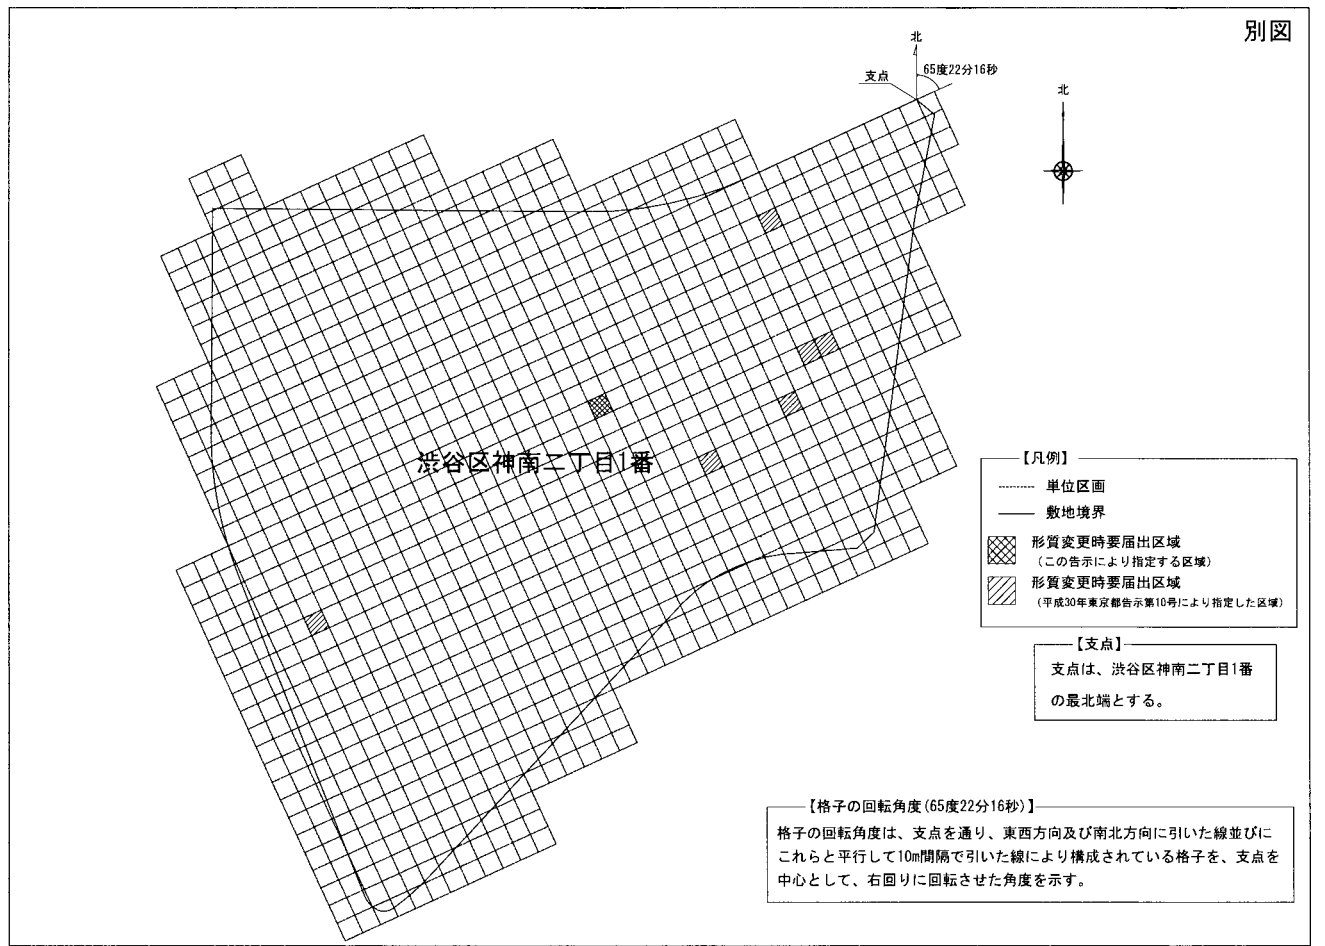 別図
北
65度22分16秒
支点
北
渋谷区神南二丁目1番
【凡例】
単位区画
敷地境界
形質変更時要届出区域
(この告示により指定する区域)
形質変更時要届出区域
(平成30年東京都告示第10号により指定した区域)
【支点】
支点は、渋谷区神南二丁目1番
の最北端とする。
【格子の回転角度(65度22分16秒)】
格子の回転角度は、支点を通り、東西方向及び南北方向に引いた線並びに
これらと平行して10m間隔で引いた線により構成されている格子を、支点を
中心として、右回りに回転させた角度を示す。